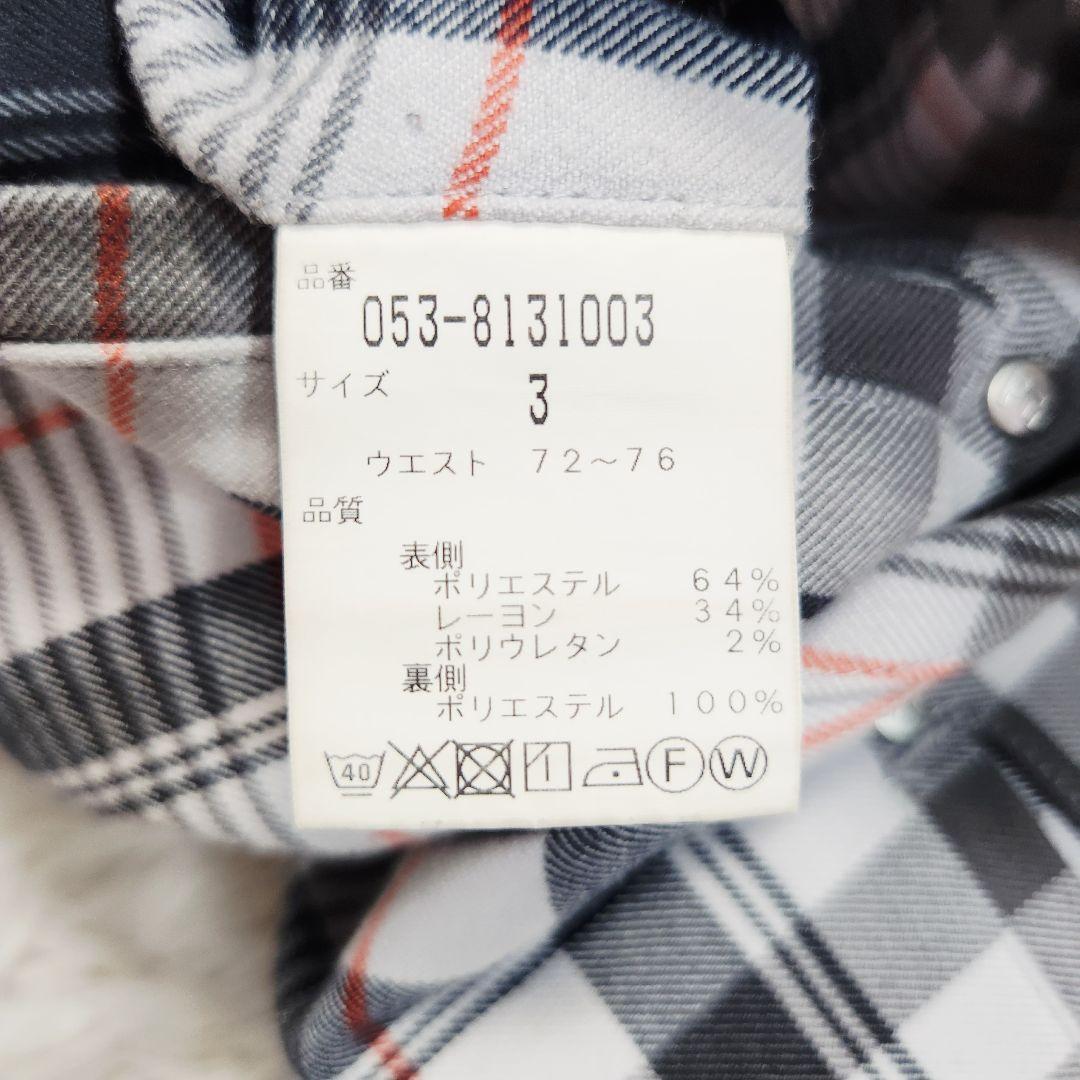 品番
053-8131003
サイズ 3
ウエスト 72～76
品質
表側
ポリエステル 64%
レーヨン 34%
ポリウレタン 2%
裏側
ポリエステル 100%
40 F W